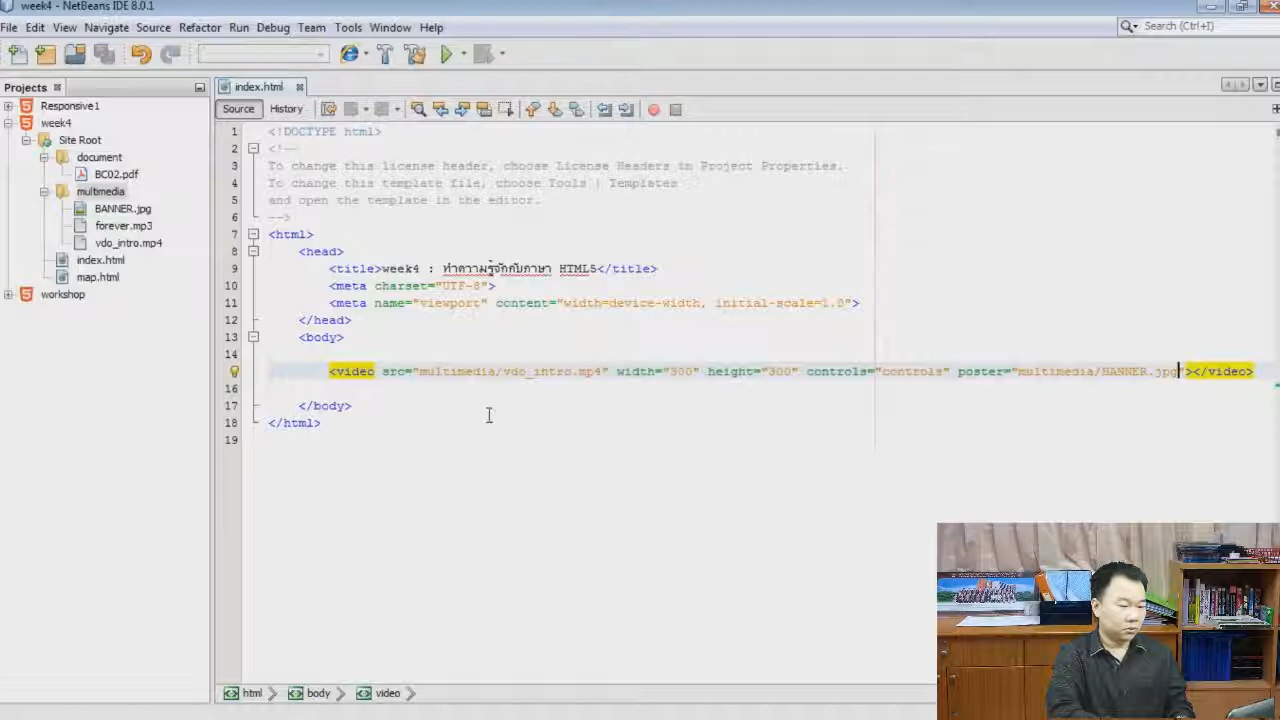 week4 - NetBeans IDE 8.0.1
File Edit View Navigate Source Refactor Run Debug Team Tools Window Help
Search (Ctrl+I)
Projects
index.html
Responsive1
week4
Site Root
document
BC02.pdf
multimedia
BANNER.jpg
forever.mp3
vdo_intro.mp4
index.html
map.html
workshop
Source History
1 <!DOCTYPE html>
2 <!--
3 To change this license header, choose License Headers in Project Properties.
4 To change this template file, choose Tools | Templates
5 and open the template in the editor.
6 -->
7 <html>
8 <head>
9 <title>week4 : ทำความรู้จักกับภาษา HTML5</title>
10 <meta charset="UTF-8">
11 <meta name="viewport" content="width=device-width, initial-scale=1.0">
12 </head>
13 <body>
14
15 <video src="multimedia/vdo_intro.mp4" width="300" height="300" controls="controls" poster="multimedia/BANNER.jpg"></video>
16
17 </body>
18 </html>
19
html body video